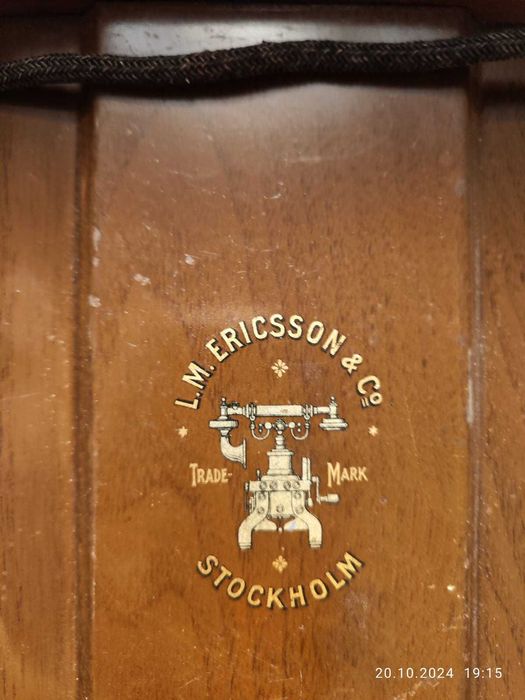 L.M. ERICSSON & Cº
TRADE-MARK
STOCKHOLM
20.10.2024 19:15